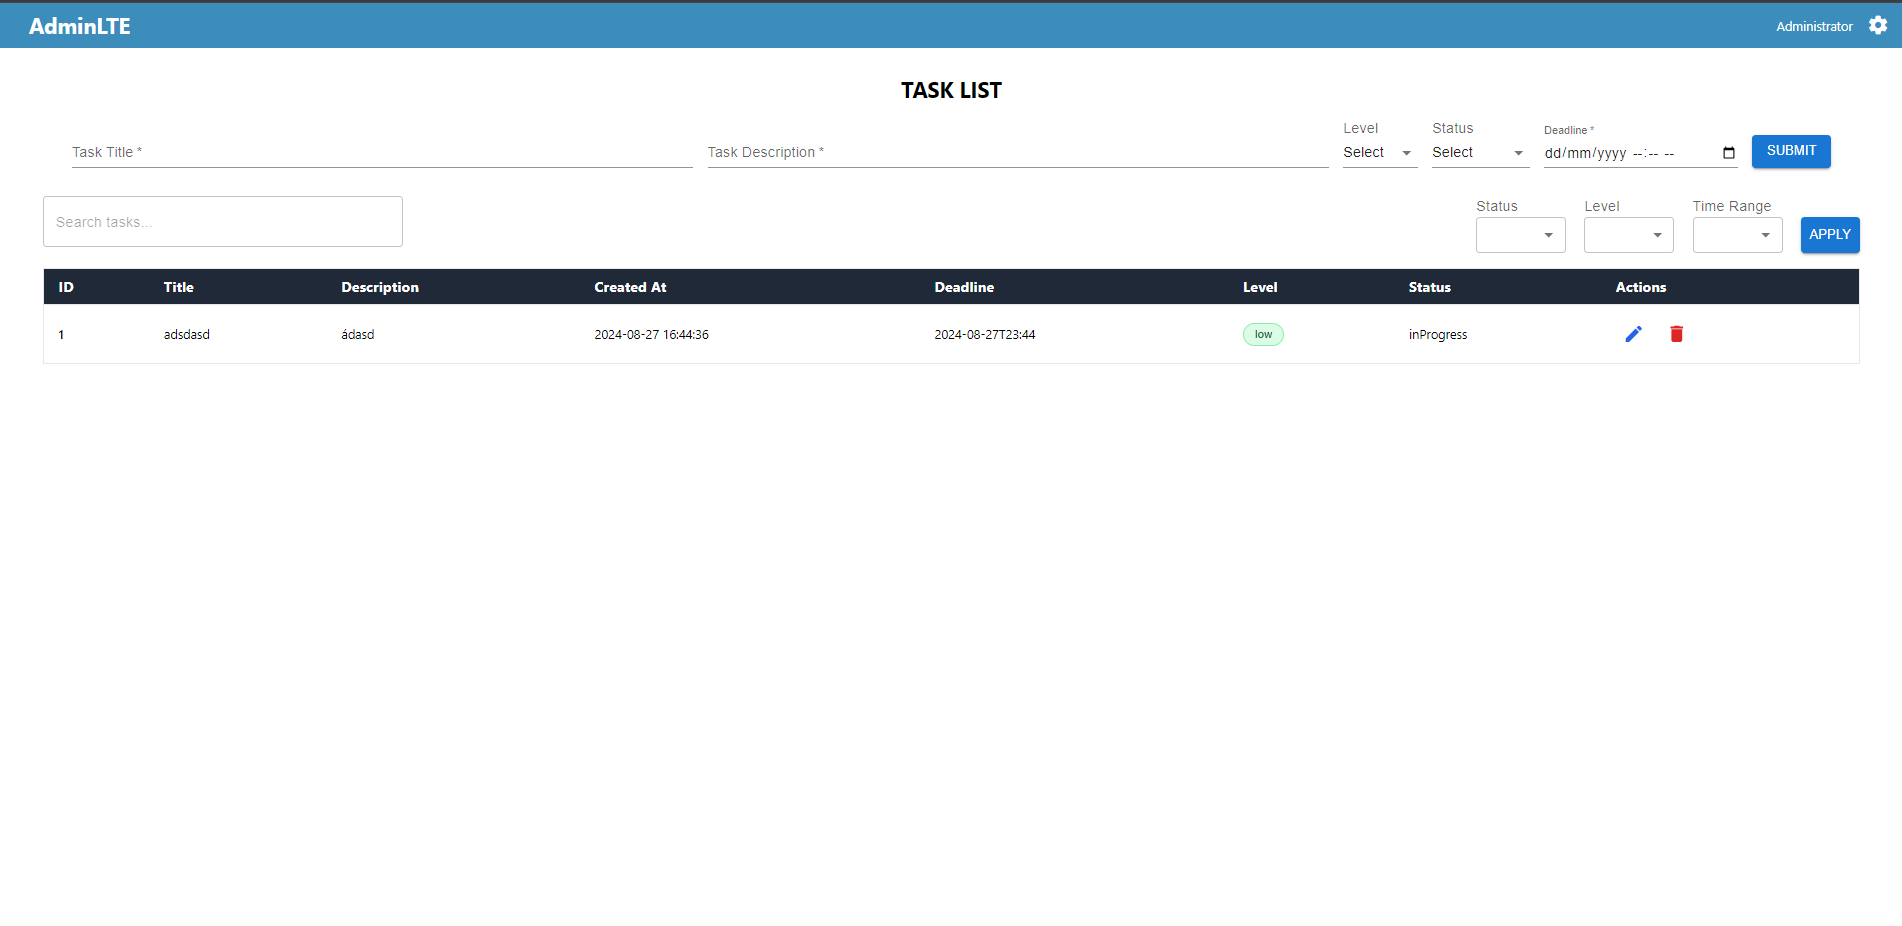 AdminLTE
Administrator
TASK LIST
Task Title *
Task Description *
Level
Select
Status
Select
Deadline *
dd/mm/yyyy --:-- --
SUBMIT
Search tasks...
Status
Level
Time Range
APPLY
ID Title Description Created At Deadline Level Status Actions
1 adsdasd ádasd 2024-08-27 16:44:36 2024-08-27T23:44 low inProgress